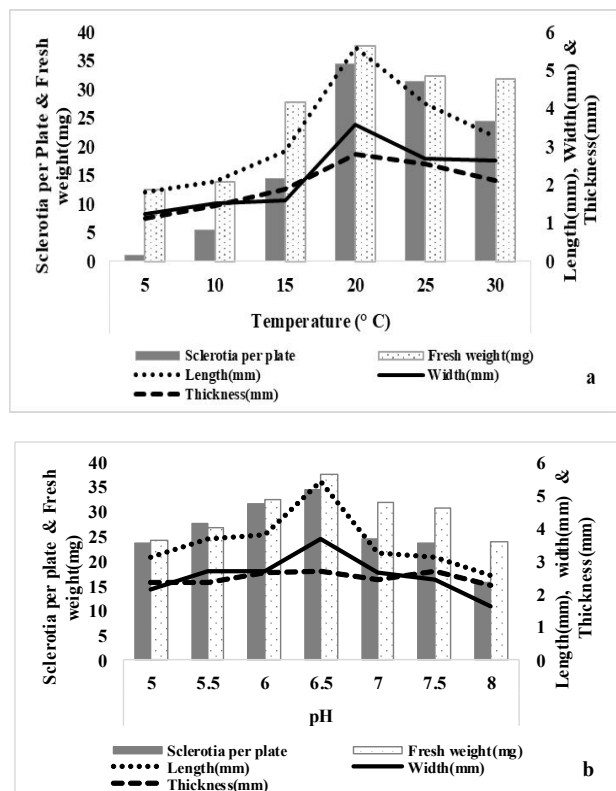 Sclerotia per Plate & Fresh
weight(mg)
40
35
30
25
20
15
10
5
0
6
5
4
3
2
1
0
Length(mm), Width(mm) &
Thickness(mm)
5 10 15 20 25 30
Temperature (° C)
Sclerotia per plate Fresh weight(mg)
Length(mm) Width(mm)
Thickness(mm)
a
Sclerotia per plate & Fresh
weight(mg)
40
35
30
25
20
15
10
5
0
6
5
4
3
2
1
0
Length(mm), width(mm) &
Thickness(mm)
5 5.5 6 6.5 7 7.5 8
pH
Sclerotia per plate Fresh weight(mg)
Length(mm) Width(mm)
Thickness(mm)
b